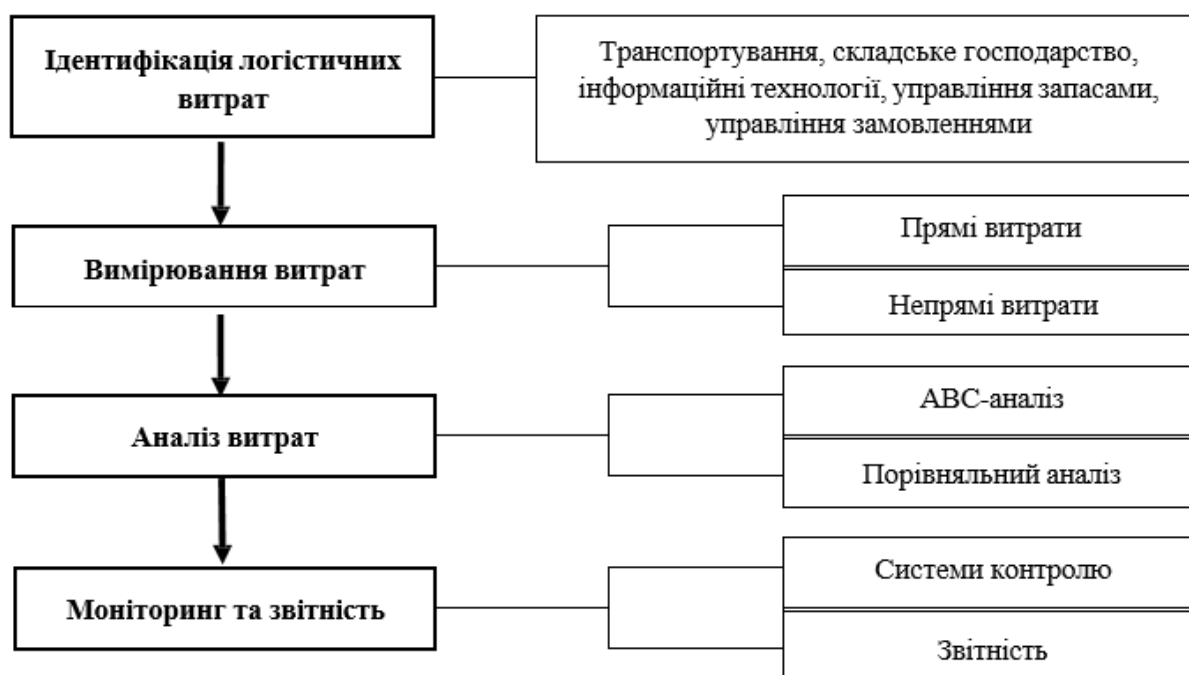 Ідентифікація логістичних
витрат
Транспортування, складське господарство,
інформаційні технології, управління запасами,
управління замовленнями
Вимірювання витрат
Прямі витрати
Непрямі витрати
Аналіз витрат
АВС-аналіз
Порівняльний аналіз
Моніторинг та звітність
Системи контролю
Звітність